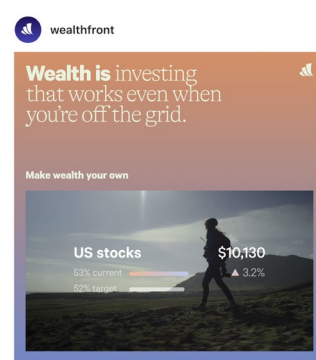 wealthfront
Wealth is investing
that works even when
you're off the grid.
Make wealth your own
US stocks $10,130
53% current ▲ 3.2%
52% target